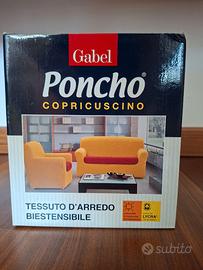 Gabel
Poncho®
COPRICUSCINO
TESSUTO D'ARREDO
BIESTENSIBILE
LYCRA
subito